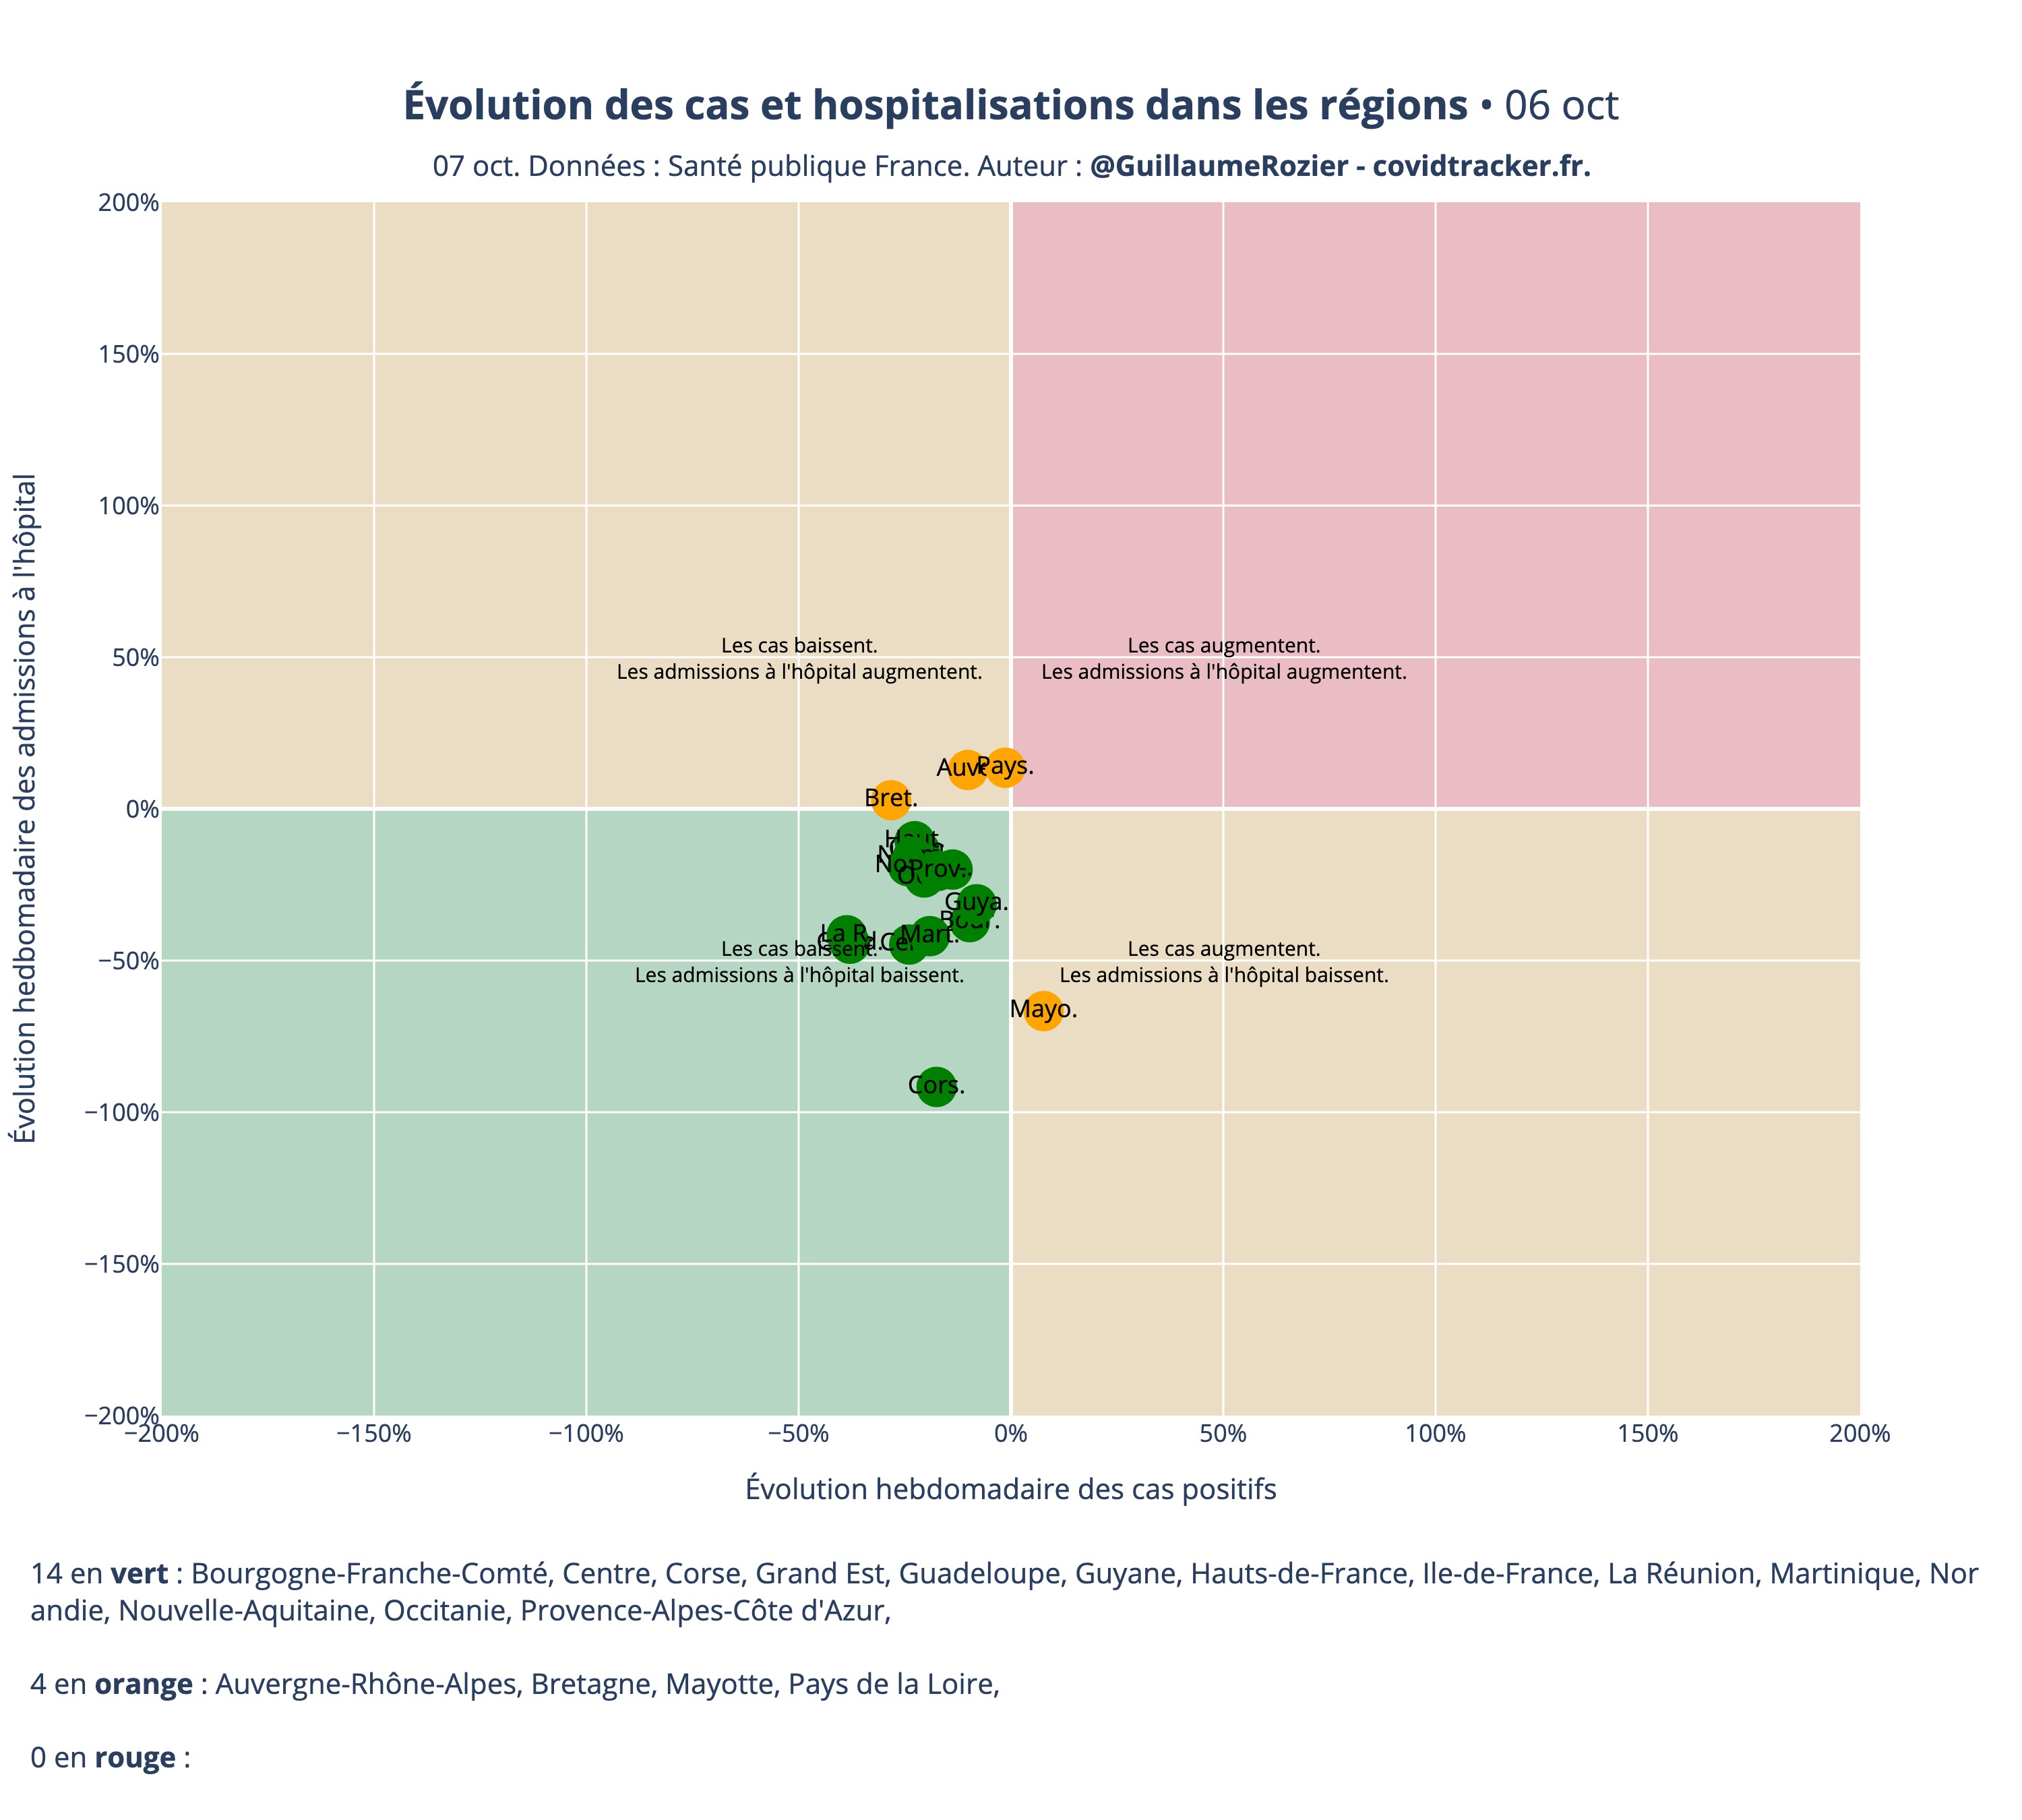 Évolution des cas et hospitalisations dans les régions • 06 oct
07 oct. Données : Santé publique France. Auteur : @GuillaumeRozier - covidtracker.fr.
Évolution hedbomadaire des admissions à l'hôpital
200%
150%
100%
50%
0%
−50%
−100%
−150%
−200%
Les cas baissent.
Les admissions à l'hôpital augmentent.
Les cas augmentent.
Les admissions à l'hôpital augmentent.
Pays.
Bret.
Prov-.
Guya.
La R
Mart.
Les cas baissent.
Les admissions à l'hôpital baissent.
Les cas augmentent.
Les admissions à l'hôpital baissent.
Mayo.
Cors.
−200%
−150%
−100%
−50%
0%
50%
100%
150%
200%
Évolution hebdomadaire des cas positifs
14 en vert : Bourgogne-Franche-Comté, Centre, Corse, Grand Est, Guadeloupe, Guyane, Hauts-de-France, Ile-de-France, La Réunion, Martinique, Nor
andie, Nouvelle-Aquitaine, Occitanie, Provence-Alpes-Côte d'Azur,
4 en orange : Auvergne-Rhône-Alpes, Bretagne, Mayotte, Pays de la Loire,
0 en rouge :